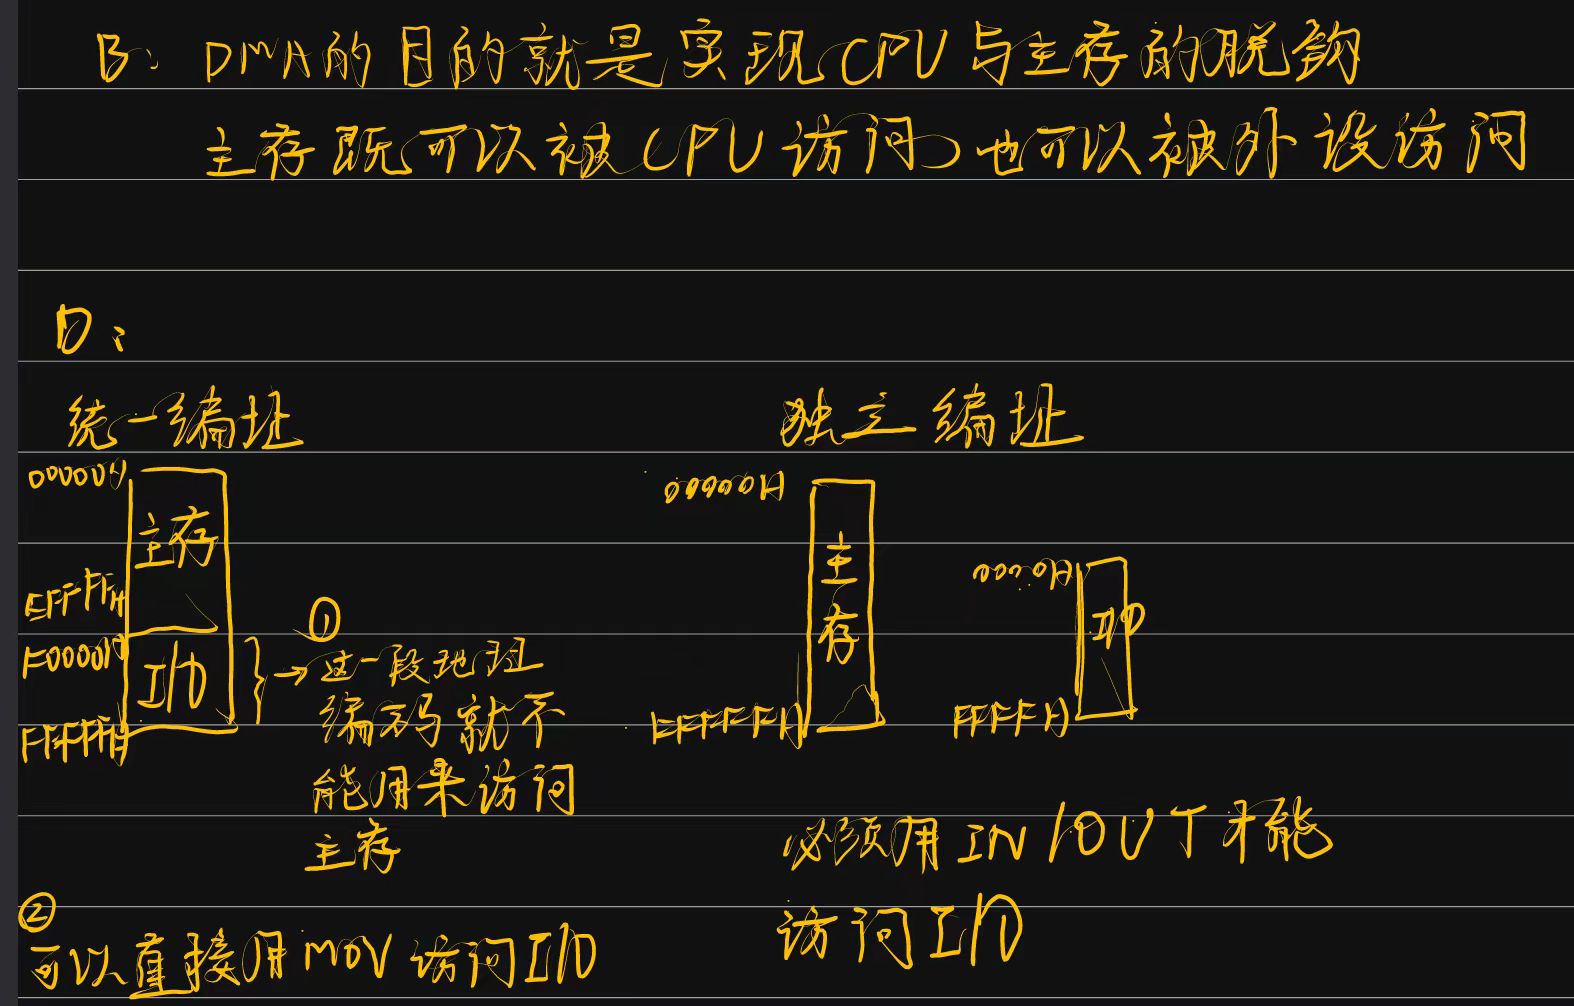 B: DMA的目的就是实现CPU与主存的脱钩
主存既可以被CPU访问,也可以被外设访问
D:
统一编址
00000H
主存
EFFFFH
F0000H
I/O
FFFFFH
①
→这一段地址
编码就不
能用来访问
主存
②
可以直接用MOV访问I/O
独立编址
00000H
主
存
FFFFFH
0000H
I/O
FFFFH
必须用IN/OUT才能
访问I/O